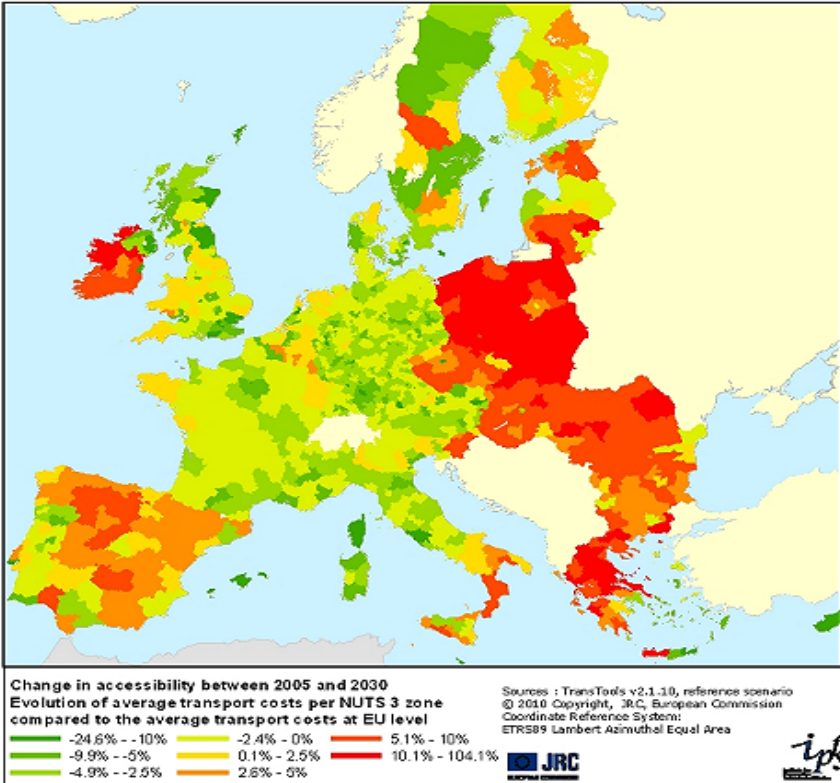 Change in accessibility between 2005 and 2030
Evolution of average transport costs per NUTS 3 zone
compared to the average transport costs at EU level
-24.6% - -10%
-9.9% - -5%
-4.9% - -2.5%
-2.4% - 0%
0.1% - 2.5%
2.6% - 5%
5.1% - 10%
10.1% - 104.1%
Sources : TransTools v2.1.10, reference scenario
© 2010 Copyright, JRC, European Commission
Coordinate Reference System:
ETRS89 Lambert Azimuthal Equal Area
JRC
EUROPEAN COMMISSION